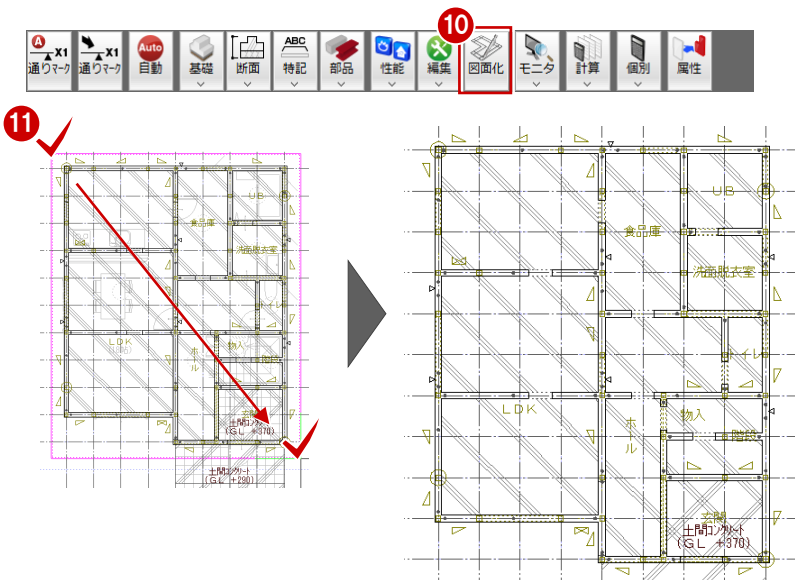 10
A X1 X1 Auto ABC
通りマーク 通りマーク 自動 基礎 断面 特記 部品 性能 編集 図面化 モニタ 計算 個別 属性
11
UB
食品庫
洗面脱衣室
トイレ
LDK
ホール
物入
階段
玄関
土間コンクリート
(GL +370)
土間コンクリート
(GL +290)
UB
食品庫
洗面脱衣室
トイレ
LDK
ホール
物入
階段
玄関
土間コンクリート
(GL +370)